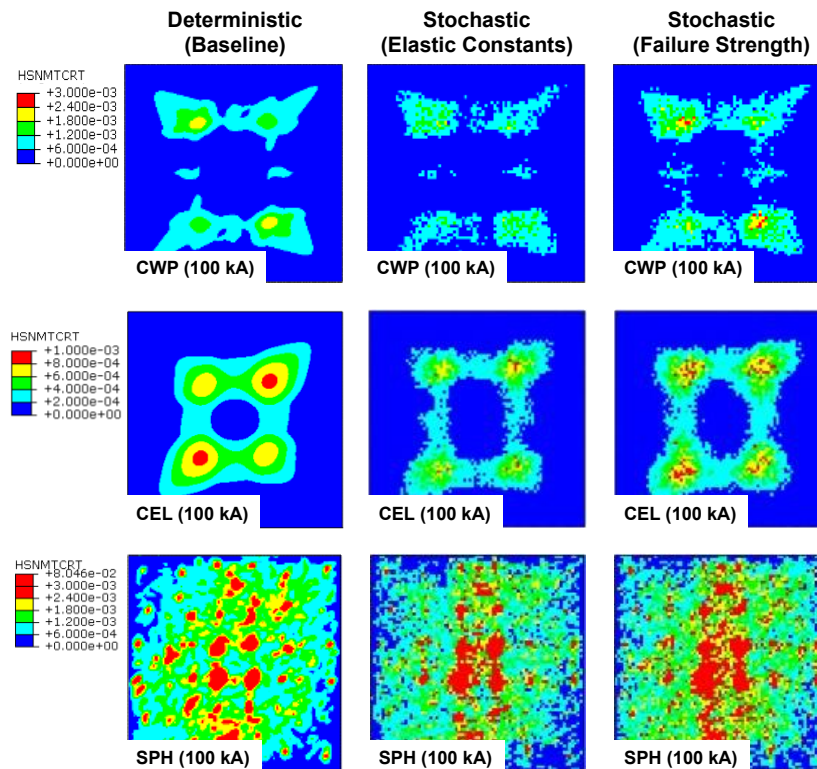 Deterministic
(Baseline)
Stochastic
(Elastic Constants)
Stochastic
(Failure Strength)
HSNMTCRT
+3.000e-03
+2.400e-03
+1.800e-03
+1.200e-03
+6.000e-04
+0.000e+00
CWP (100 kA)
CWP (100 kA)
CWP (100 kA)
HSNMTCRT
+1.000e-03
+8.000e-04
+6.000e-04
+4.000e-04
+2.000e-04
+0.000e+00
CEL (100 kA)
CEL (100 kA)
CEL (100 kA)
HSNMTCRT
+8.046e-02
+3.000e-03
+2.400e-03
+1.800e-03
+1.200e-03
+6.000e-04
+0.000e+00
SPH (100 kA)
SPH (100 kA)
SPH (100 kA)